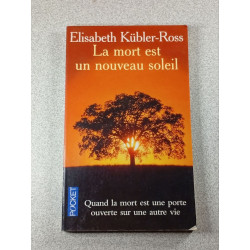 Elisabeth Kübler-Ross
La mort est
un nouveau soleil
Quand la mort est une porte
ouverte sur une autre vie
POCKET